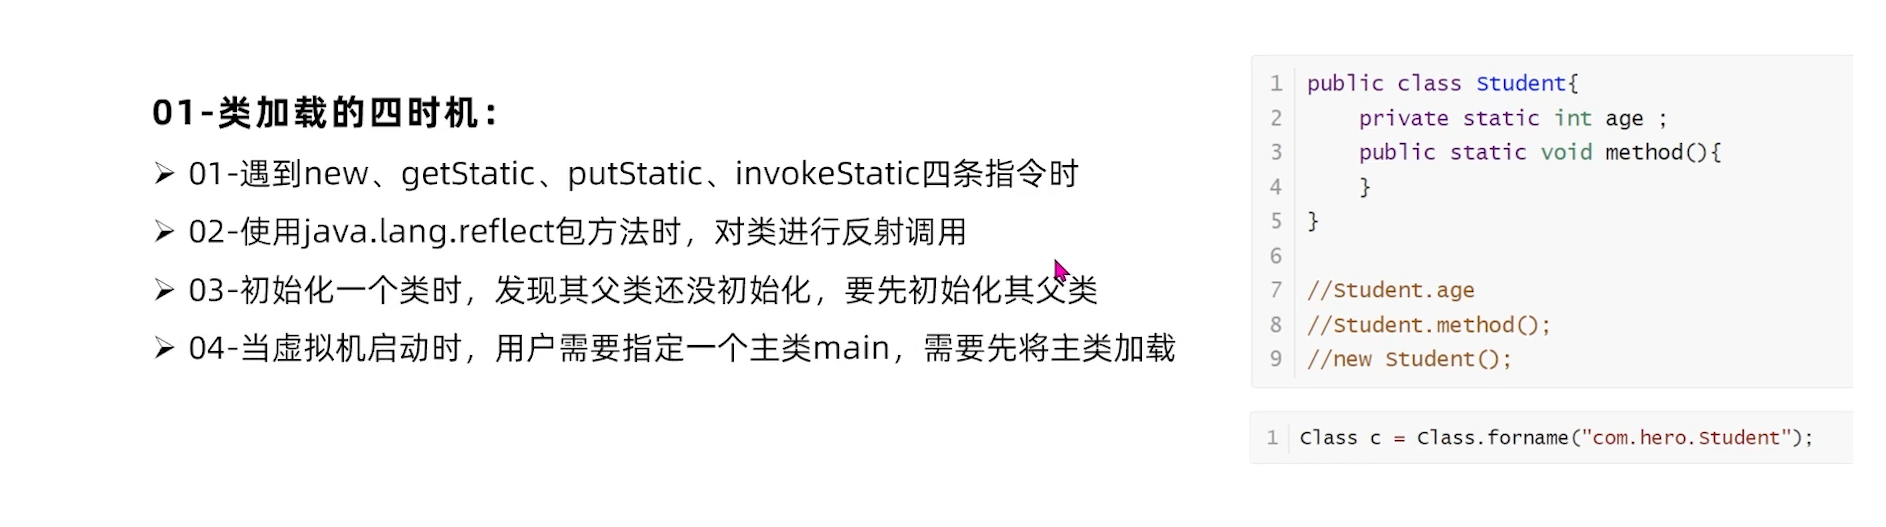 01-类加载的四时机：
➢ 01-遇到new、getStatic、putStatic、invokeStatic四条指令时
➢ 02-使用java.lang.reflect包方法时，对类进行反射调用
➢ 03-初始化一个类时，发现其父类还没初始化，要先初始化其父类
➢ 04-当虚拟机启动时，用户需要指定一个主类main，需要先将主类加载
1 public class Student{
2     private static int age ;
3     public static void method(){
4     }
5 }
6
7 //Student.age
8 //Student.method();
9 //new Student();
1 Class c = Class.forname("com.hero.Student");